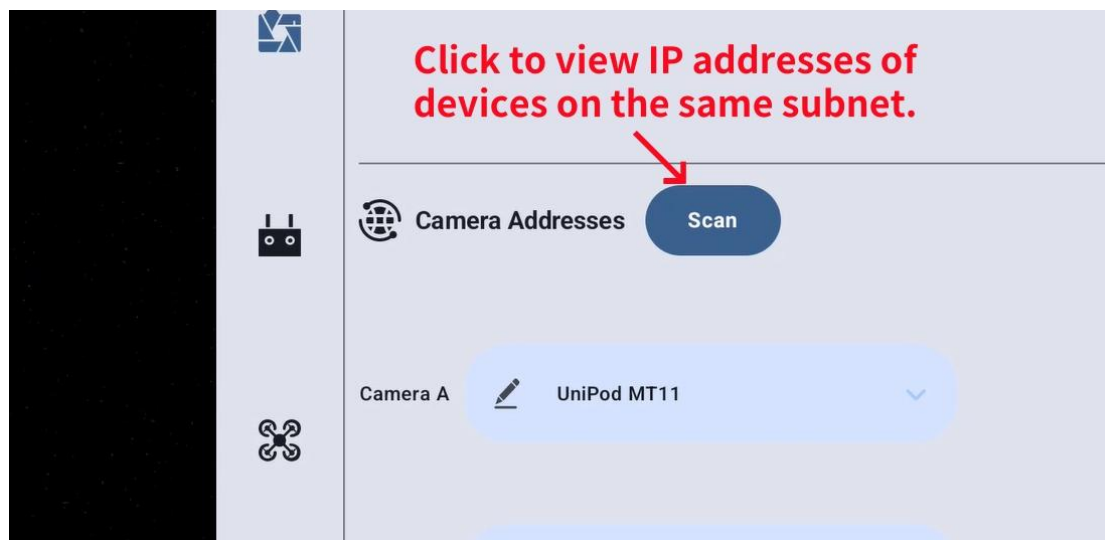 Click to view IP addresses of
devices on the same subnet.
Camera Addresses
Scan
Camera A
UniPod MT11